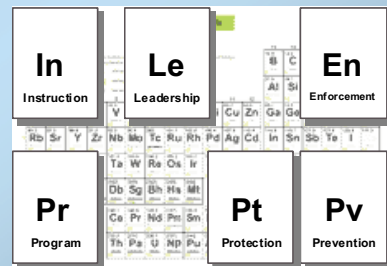 In
Instruction
Le
Leadership
En
Enforcement
B C
Al Si
V
Cu Zn Ga Ge
Rb Sr Y Zr Nb Mo Tc Ru Rh Pd Ag Cd In Sn Sb Te I
Ta W Re Os Ir
Db Sg Bh Hs Mt
Ce Pr Nd Pm Sm
Th Pa U Np Pu
Pr
Program
Pt
Protection
Pv
Prevention